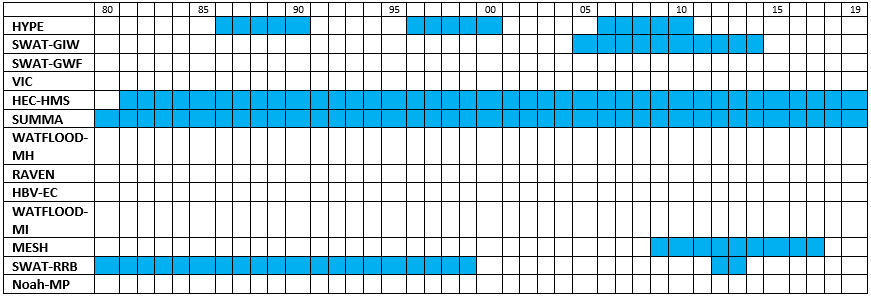 80 85 90 95 00 05 10 15 19
HYPE
SWAT-GIW
SWAT-GWF
VIC
HEC-HMS
SUMMA
WATFLOOD-
MH
RAVEN
HBV-EC
WATFLOOD-
MI
MESH
SWAT-RRB
Noah-MP